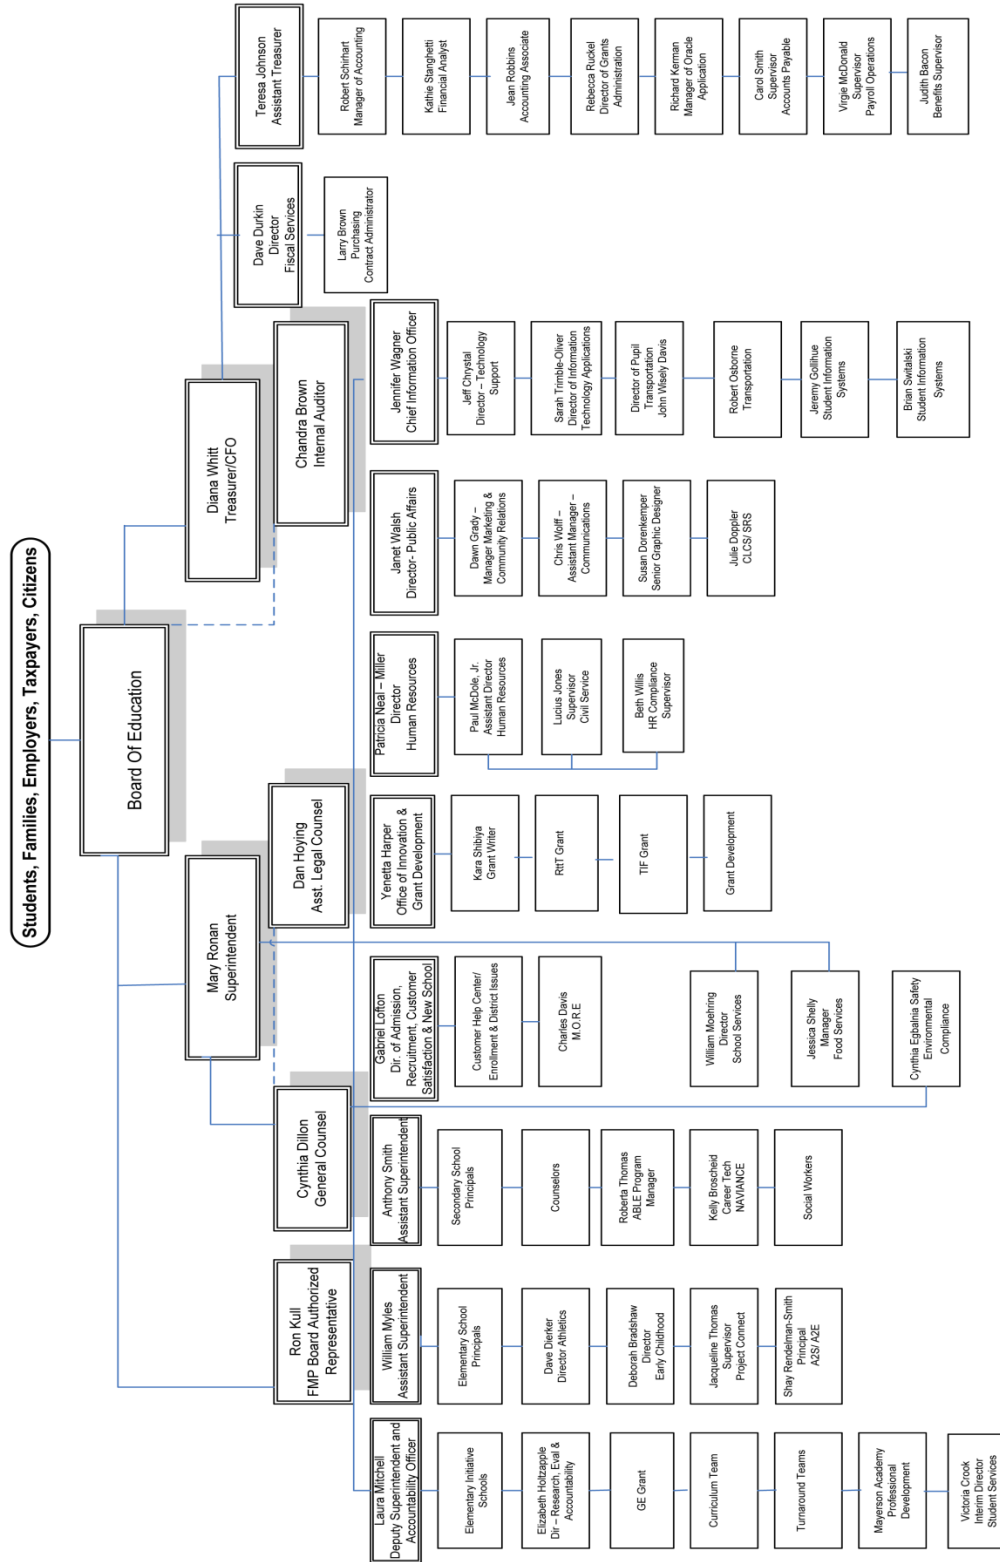 Students, Families, Employers, Taxpayers, Citizens
Board Of Education
Mary Ronan
Superintendent
Diana Whitt
Treasurer/CFO
Ron Kull
FMP Board Authorized
Representative
Cynthia Dillon
General Counsel
Dan Hoying
Asst. Legal Counsel
Chandra Brown
Internal Auditor
Dave Durkin
Director
Fiscal Services
Larry Brown
Purchasing
Contract Administrator
Teresa Johnson
Assistant Treasurer
Robert Schirhart
Manager of Accounting
Kathie Stanghetti
Financial Analyst
Jean Robbins
Accounting Associate
Rebecca Ruckel
Director of Grants
Administration
Richard Kerman
Manager of Oracle
Application
Carol Smith
Supervisor
Accounts Payable
Virgie McDonald
Supervisor
Payroll Operations
Judith Bacon
Benefits Supervisor
Laura Mitchell
Deputy Superintendent and
Accountability Officer
Elementary Initiative
Schools
Elizabeth Holtzapple
Dir – Research, Eval &
Accountability
GE Grant
Curriculum Team
Turnaround Teams
Mayerson Academy
Professional
Development
Victoria Crook
Interim Director
Student Services
William Myles
Assistant Superintendent
Elementary School
Principals
Dave Dierker
Director Athletics
Deborah Bradshaw
Director
Early Childhood
Jacqueline Thomas
Supervisor
Project Connect
Shay Rendelman-Smith
Principal
A2S/ A2E
Anthony Smith
Assistant Superintendent
Secondary School
Principals
Counselors
Roberta Thomas
ABLE Program
Manager
Kelly Broscheid
Career Tech
NAVIANCE
Social Workers
Gabriel Lofton
Dir. of Admission,
Recruitment, Customer
Satisfaction & New School
Customer Help Center/
Enrollment & District Issues
Charles Davis
M.O.R.E
William Moehring
Director
School Services
Jessica Shelly
Manager
Food Services
Cynthia Egbalnia Safety
Environmental
Compliance
Yenetta Harper
Office of Innovation &
Grant Development
Kara Shibiya
Grant Writer
RttT Grant
TIF Grant
Grant Development
Patricia Neal – Miller
Director
Human Resources
Paul McDole, Jr.
Assistant Director
Human Resources
Lucius Jones
Supervisor
Civil Service
Beth Willis
HR Compliance
Supervisor
Janet Walsh
Director- Public Affairs
Dawn Grady –
Manager Marketing &
Community Relations
Chris Wolff –
Assistant Manager –
Communications
Susan Dorenkemper
Senior Graphic Designer
Julie Doppler
CLCS/ SRS
Jennifer Wagner
Chief Information Officer
Jeff Chrystal
Director – Technology
Support
Sarah Trimble-Oliver
Director of Information
Technology Applications
Director of Pupil
Transportation
John Wisely Davis
Robert Osborne
Transportation
Jeremy Gollihue
Student Information
Systems
Brian Switalski
Student Information
Systems